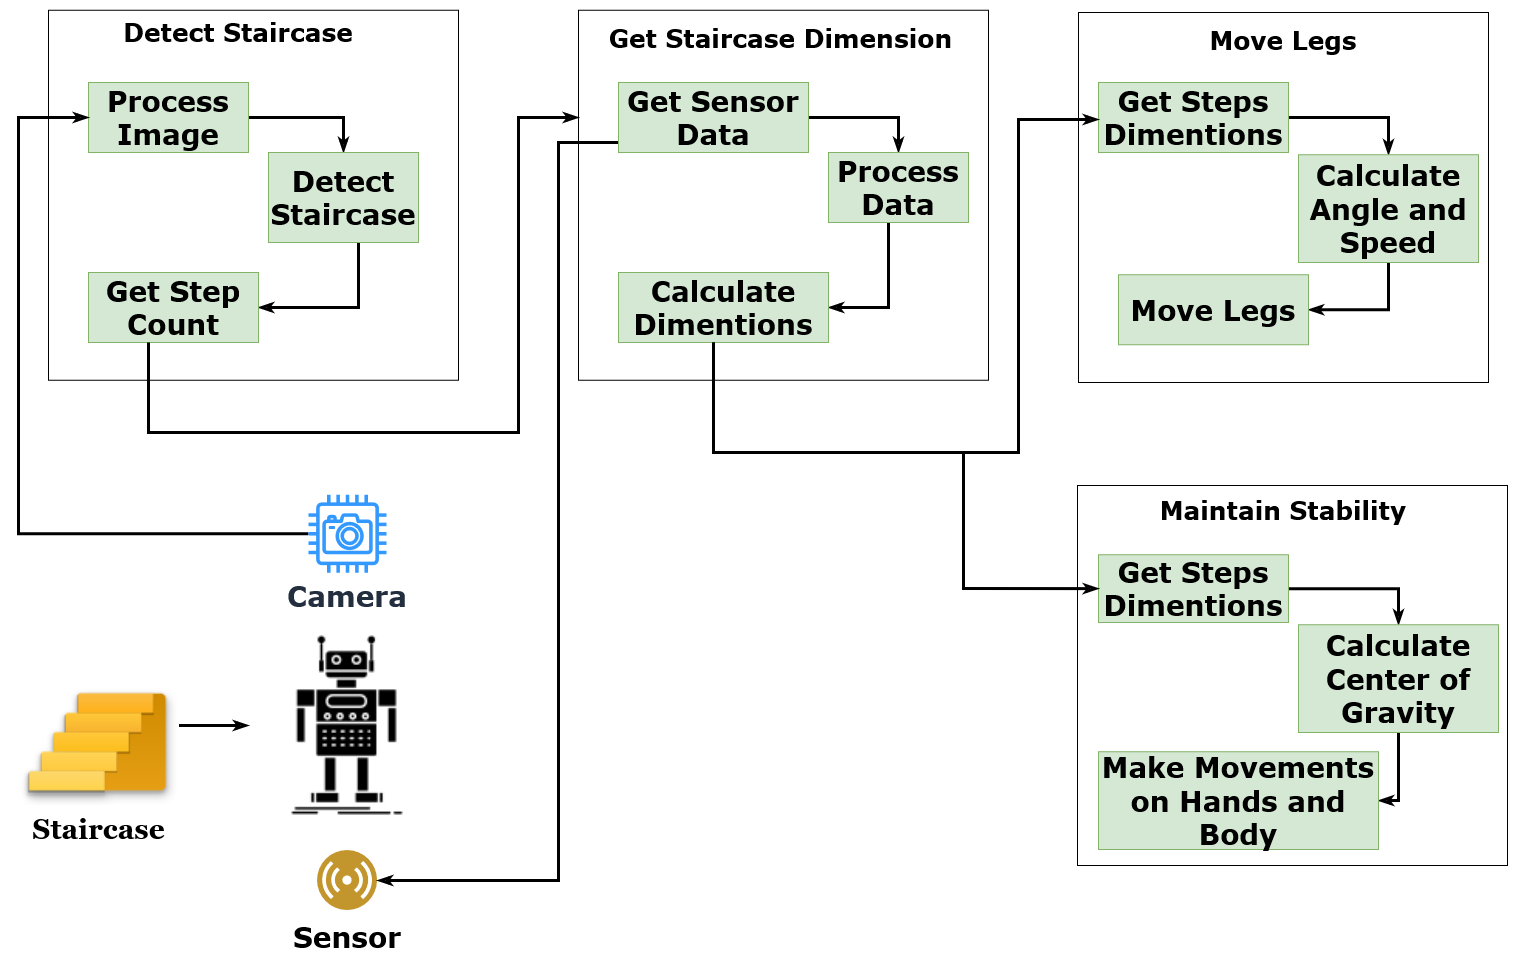 Detect Staircase
Process
Image
Detect
Staircase
Get Step
Count
Get Staircase Dimension
Get Sensor
Data
Process
Data
Calculate
Dimentions
Move Legs
Get Steps
Dimentions
Calculate
Angle and
Speed
Move Legs
Maintain Stability
Get Steps
Dimentions
Calculate
Center of
Gravity
Make Movements
on Hands and
Body
Camera
Staircase
Sensor